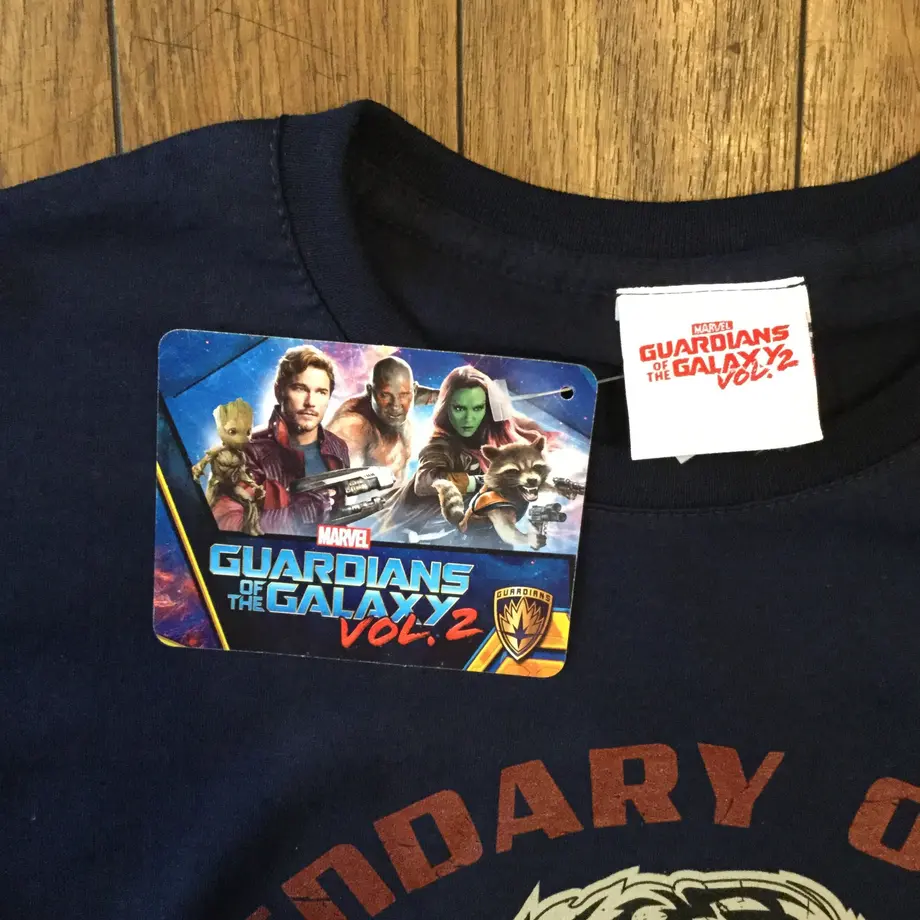 MARVEL
GUARDIANS
OF
THE GALAXY
VOL.2
GUARDIANS
MARVEL
GUARDIANS
OF
THE GALAXY
VOL.2
NDARY O